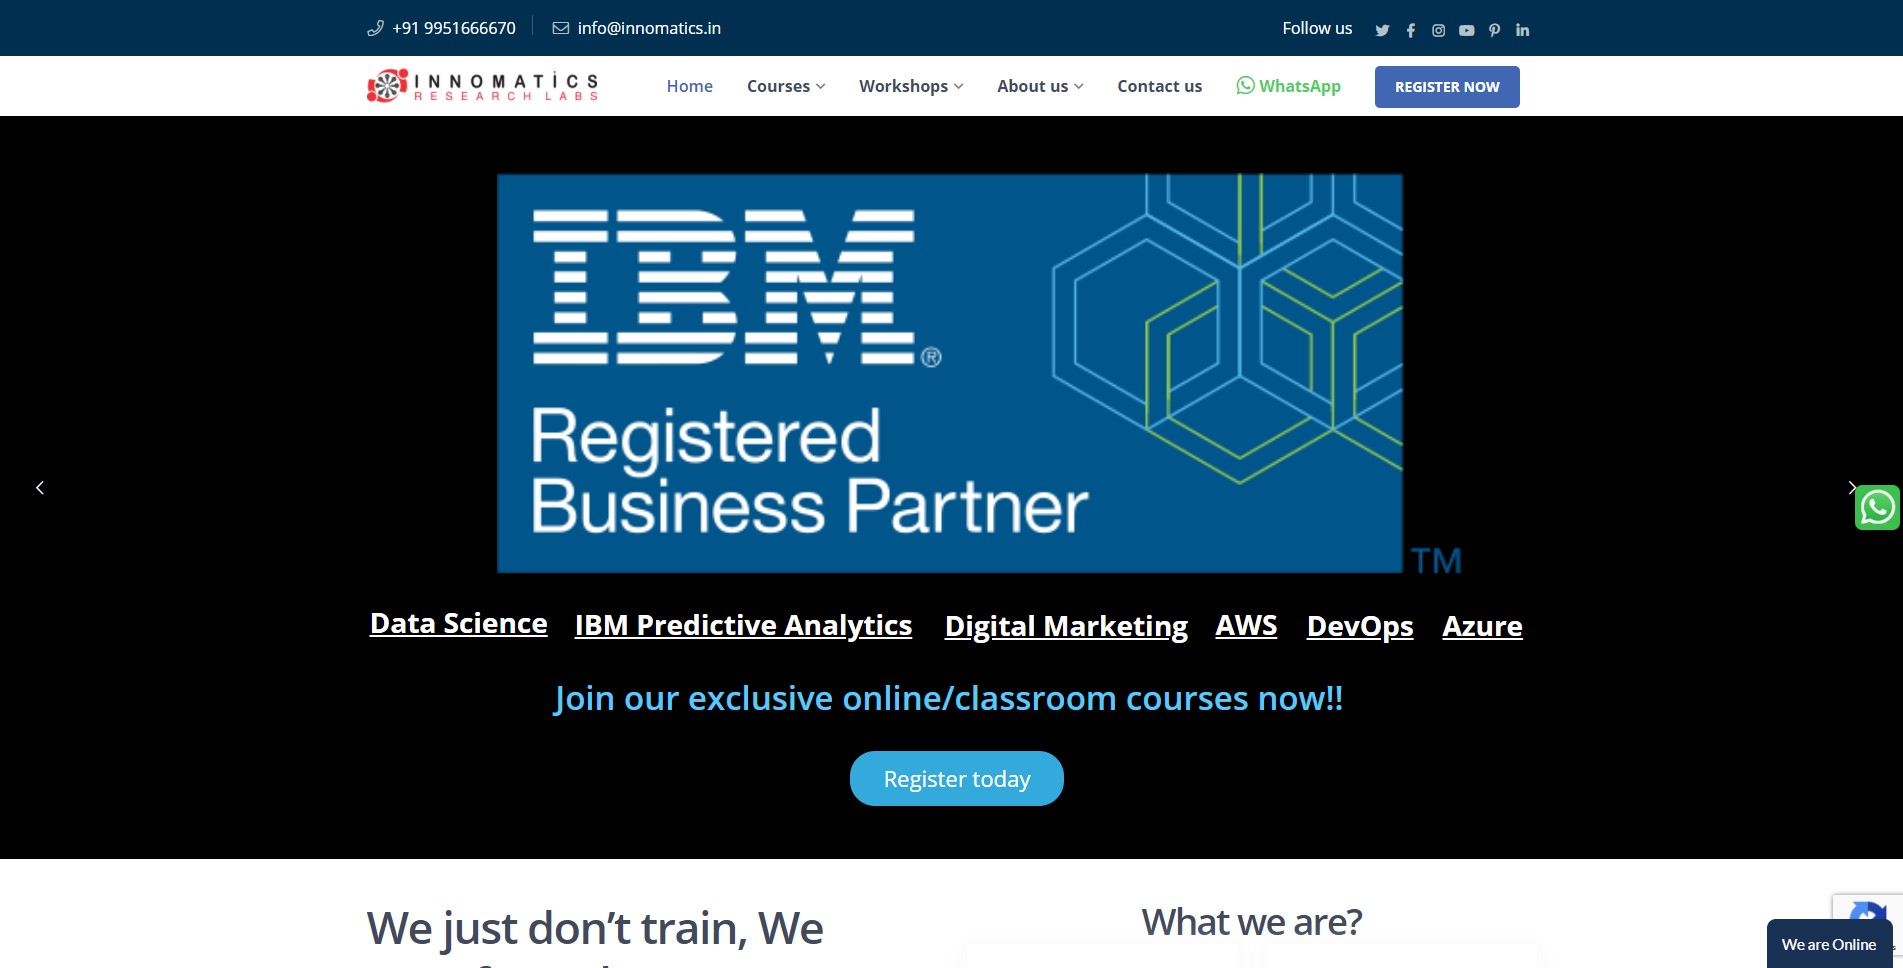 +91 9951666670
info@innomatics.in
Follow us
INNOMATiCS
RESEARCH LABS
Home
Courses
Workshops
About us
Contact us
WhatsApp
REGISTER NOW
IBM®
Registered
Business Partner
TM
Data Science
IBM Predictive Analytics
Digital Marketing
AWS
DevOps
Azure
Join our exclusive online/classroom courses now!!
Register today
We just don’t train, We
What we are?
We are Online